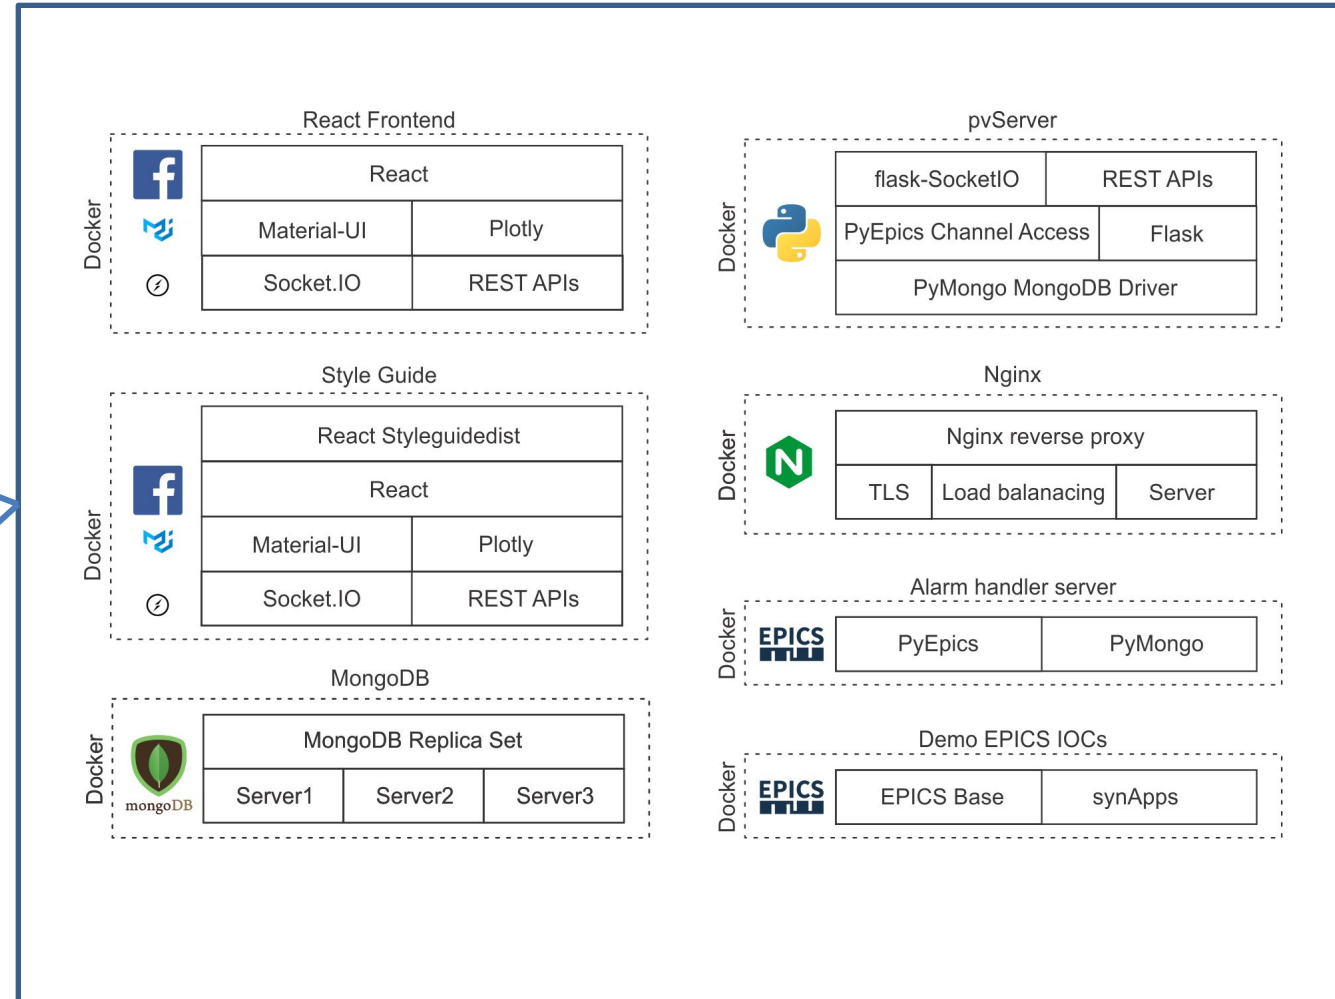 React Frontend
Docker
React
Material-UI
Plotly
Socket.IO
REST APIs
Style Guide
Docker
React Styleguidedist
React
Material-UI
Plotly
Socket.IO
REST APIs
MongoDB
Docker
mongoDB
MongoDB Replica Set
Server1
Server2
Server3
pvServer
Docker
flask-SocketIO
REST APIs
PyEpics Channel Access
Flask
PyMongo MongoDB Driver
Nginx
Docker
N
Nginx reverse proxy
TLS
Load balanacing
Server
Alarm handler server
Docker
EPICS
PyEpics
PyMongo
Demo EPICS IOCs
Docker
EPICS
EPICS Base
synApps